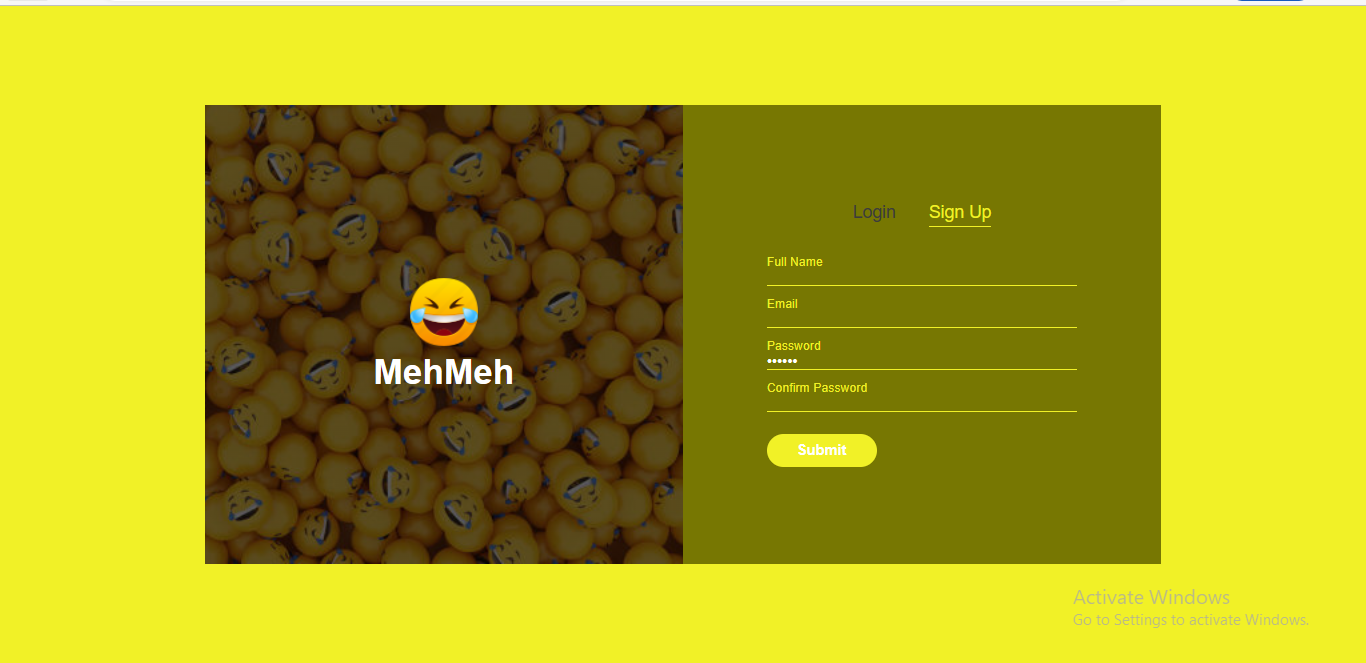 MehMeh
Login Sign Up
Full Name
Email
Password
••••••
Confirm Password
Submit
Activate Windows
Go to Settings to activate Windows.